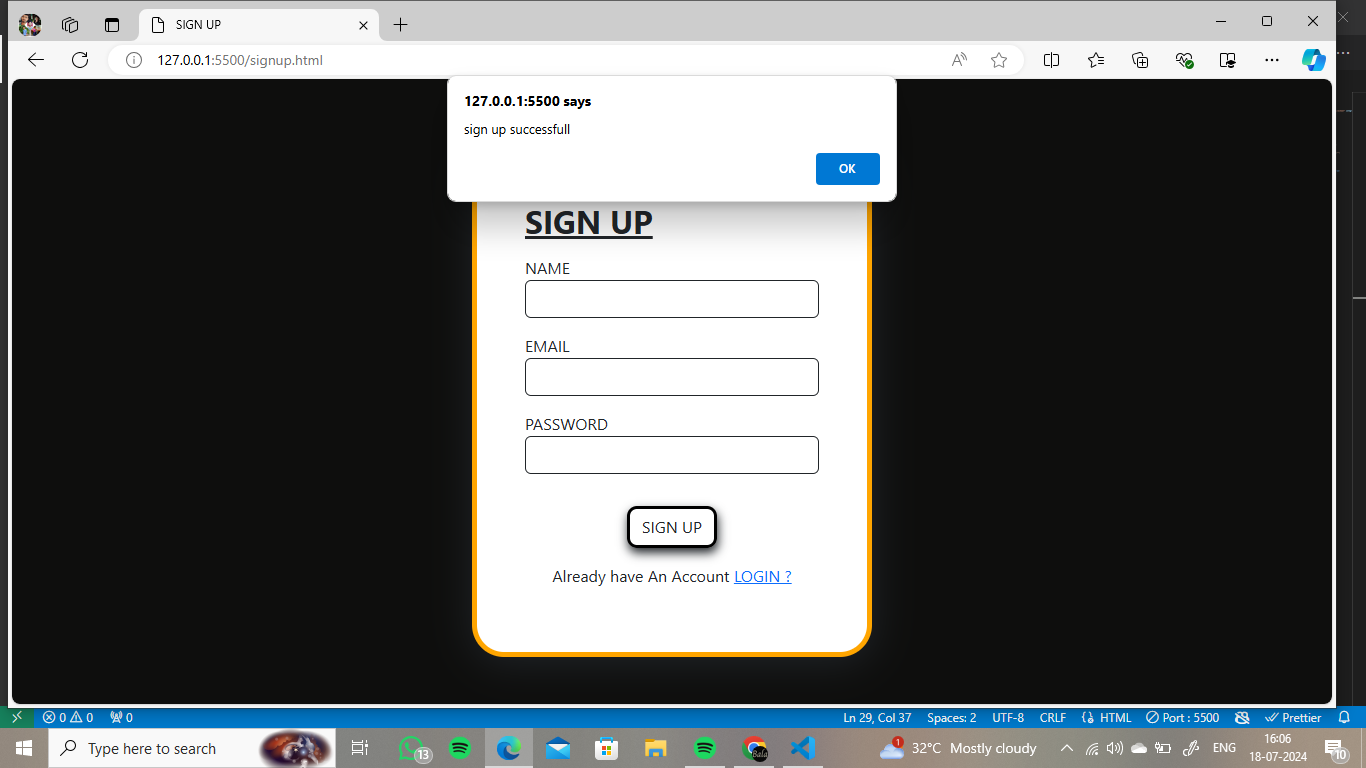 SIGN UP
127.0.0.1:5500/signup.html
127.0.0.1:5500 says
sign up successfull
OK
SIGN UP
NAME
EMAIL
PASSWORD
SIGN UP
Already have An Account LOGIN ?
0 0 0 Ln 29, Col 37 Spaces: 2 UTF-8 CRLF HTML Port : 5500 Prettier
Type here to search 13 Bala 1 32°C Mostly cloudy ENG 16:06
18-07-2024 10